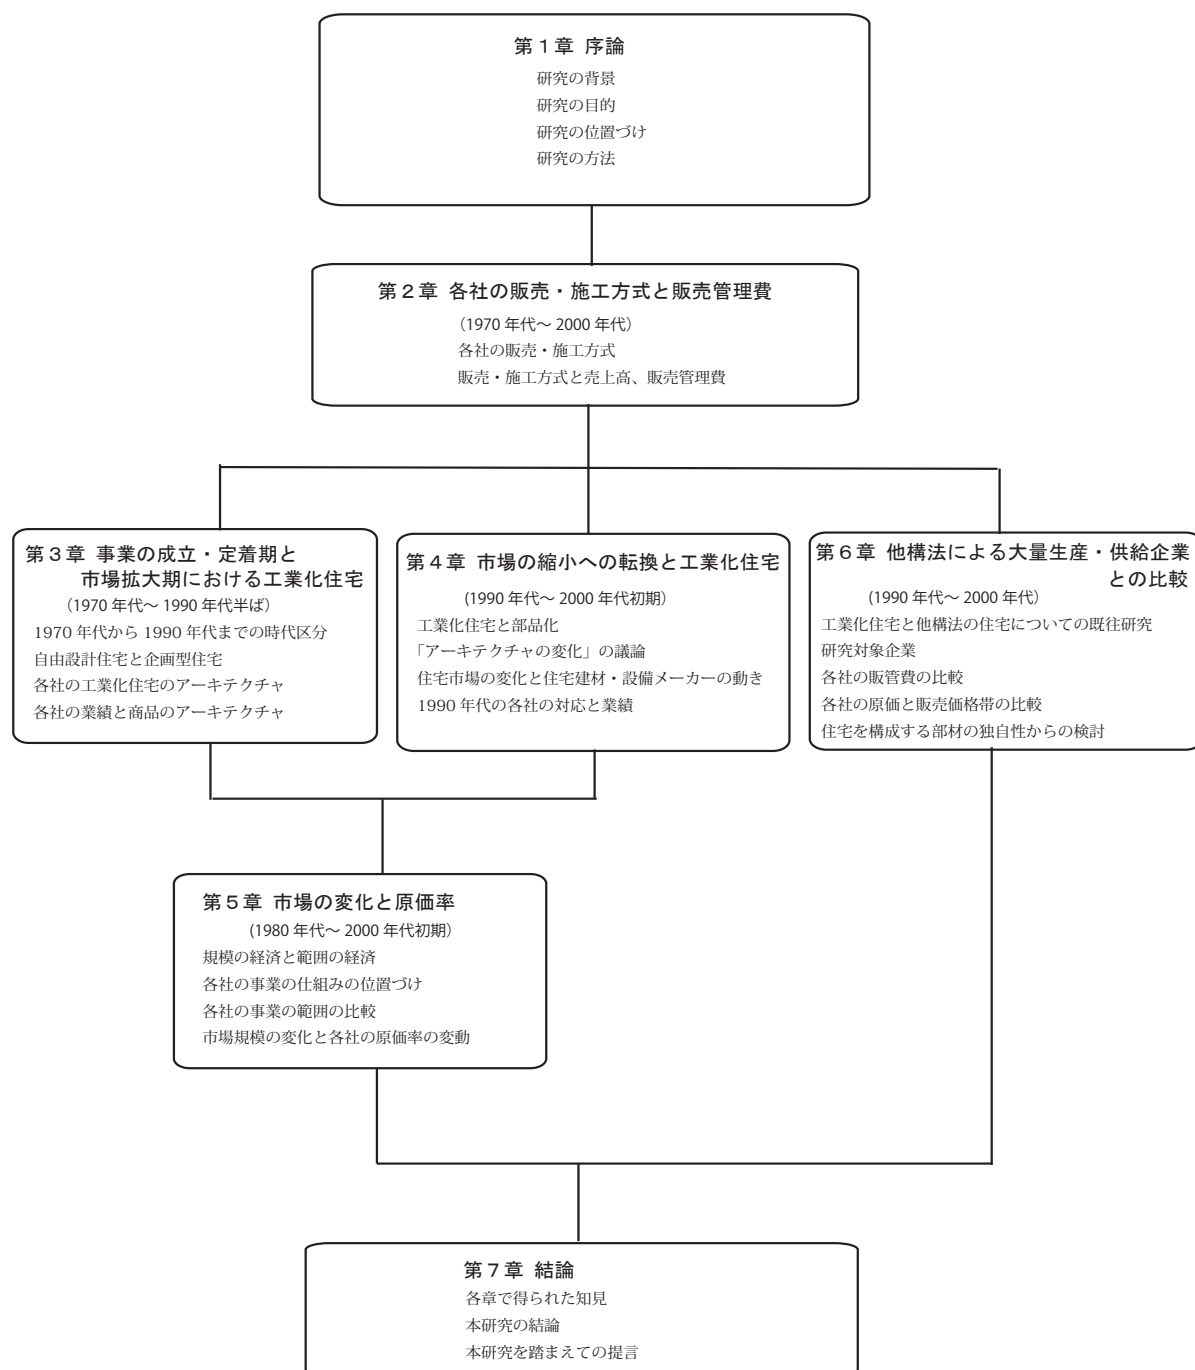 第１章 序論
研究の背景
研究の目的
研究の位置づけ
研究の方法
第２章 各社の販売・施工方式と販売管理費
（1970 年代〜 2000 年代）
各社の販売・施工方式
販売・施工方式と売上高、販売管理費
第３章 事業の成立・定着期と
市場拡大期における工業化住宅
（1970 年代〜 1990 年代半ば）
1970 年代から 1990 年代までの時代区分
自由設計住宅と企画型住宅
各社の工業化住宅のアーキテクチャ
各社の業績と商品のアーキテクチャ
第４章 市場の縮小への転換と工業化住宅
（1990 年代〜 2000 年代初期）
工業化住宅と部品化
「アーキテクチャの変化」の議論
住宅市場の変化と住宅建材・設備メーカーの動き
1990 年代の各社の対応と業績
第６章 他構法による大量生産・供給企業
との比較
（1990 年代〜 2000 年代）
工業化住宅と他構法の住宅についての既往研究
研究対象企業
各社の販管費の比較
各社の原価と販売価格帯の比較
住宅を構成する部材の独自性からの検討
第５章 市場の変化と原価率
（1980 年代〜 2000 年代初期）
規模の経済と範囲の経済
各社の事業の仕組みの位置づけ
各社の事業の範囲の比較
市場規模の変化と各社の原価率の変動
第７章 結論
各章で得られた知見
本研究の結論
本研究を踏まえての提言